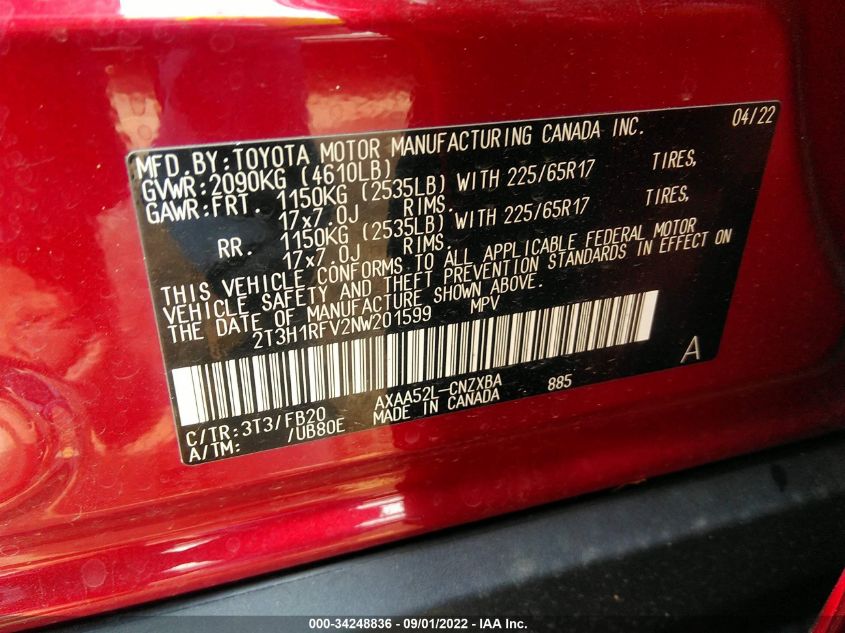 04/22
MFD.BY:TOYOTA MOTOR MANUFACTURING CANADA INC.
GVWR:2090KG (4610LB)
GAWR:FRT. 1150KG (2535LB) WITH 225/65R17 TIRES,
17x7.0J RIMS.
RR. 1150KG (2535LB) WITH 225/65R17 TIRES,
17x7.0J RIMS.
THIS VEHICLE CONFORMS TO ALL APPLICABLE FEDERAL MOTOR
VEHICLE SAFETY AND THEFT PREVENTION STANDARDS IN EFFECT ON
THE DATE OF MANUFACTURE SHOWN ABOVE.
2T3H1RFV2NW201599 MPV
A
AXAA52L-CNZXBA 885
C/TR:3T3/FB20 MADE IN CANADA
A/TM: /UB80E
000-34248836 - 09/01/2022 - IAA Inc.